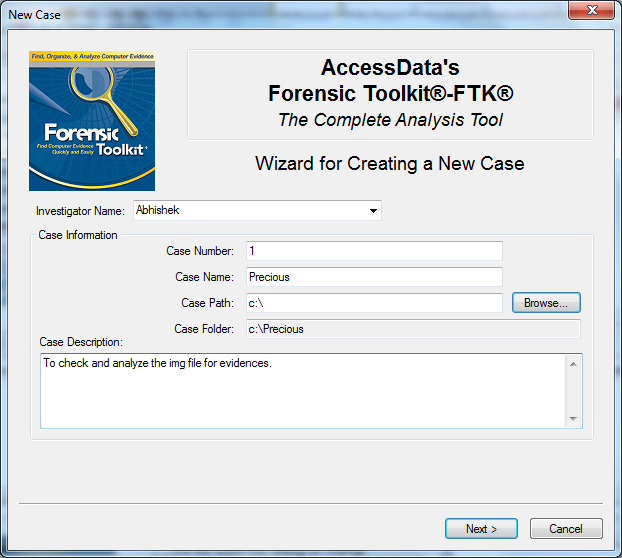 New Case
Find, Organize, & Analyze Computer Evidence
Forensic
Find Computer Evidence
Quickly and Easily
Toolkit
AccessData's
Forensic Toolkit®-FTK®
The Complete Analysis Tool
Wizard for Creating a New Case
Investigator Name: Abhishek
Case Information
Case Number: 1
Case Name: Precious
Case Path: c:\ Browse...
Case Folder: c:\Precious
Case Description:
To check and analyze the img file for evidences.
Next > Cancel